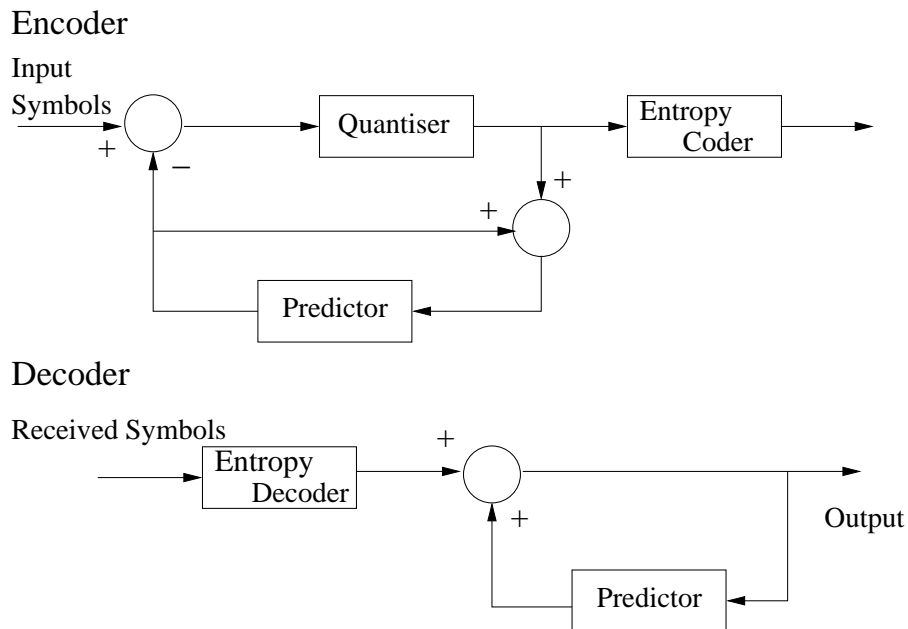 Encoder
Input
Symbols
+
−
Quantiser
Entropy
Coder
+
+
Predictor
Decoder
Received Symbols
Entropy
Decoder
+
+
Output
Predictor